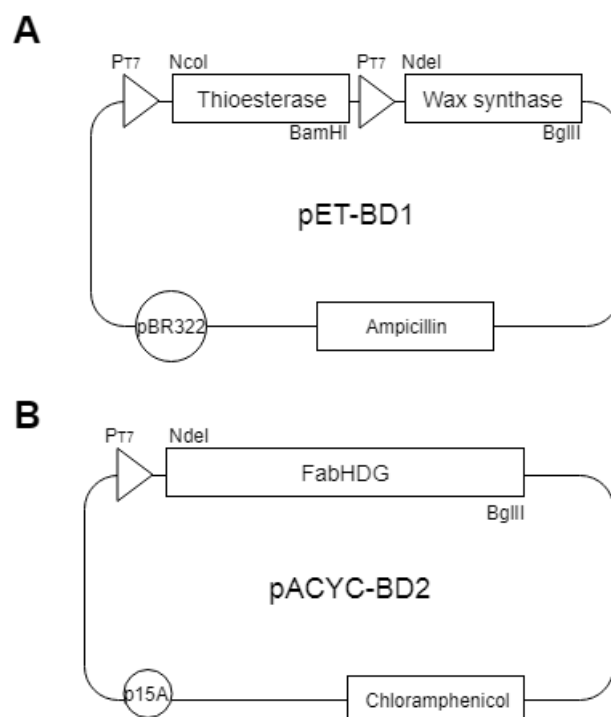 A
PT7 NcoI PT7 NdeI
Thioesterase Wax synthase
BamHI BglII
pET-BD1
pBR322 Ampicillin
B
PT7 NdeI
FabHDG
BglII
pACYC-BD2
p15A Chloramphenicol